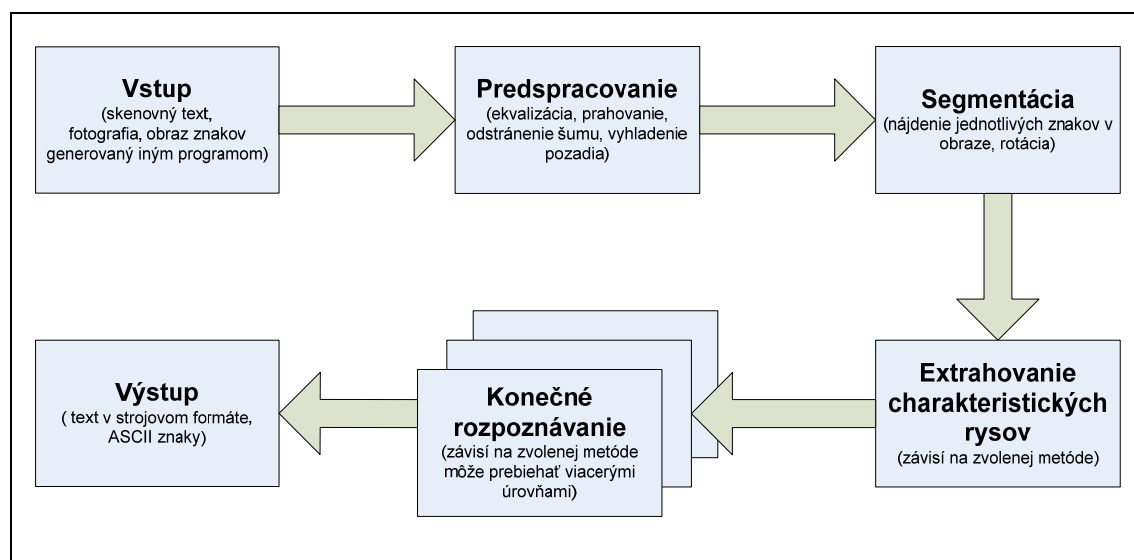 Vstup
(skenovný text,
fotografia, obraz znakov
generovaný iným programom)
Predspracovanie
(ekvalizácia, prahovanie,
odstránenie šumu, vyhladenie
pozadia)
Segmentácia
(nájdenie jednotlivých znakov v
obraze, rotácia)
Extrahovanie
charakteristických
rysov
(závisí na zvolenej metóde)
Konečné
rozpoznávanie
(závisí na zvolenej metóde
môže prebiehať viacerými
úrovňami)
Výstup
( text v strojovom formáte,
ASCII znaky)